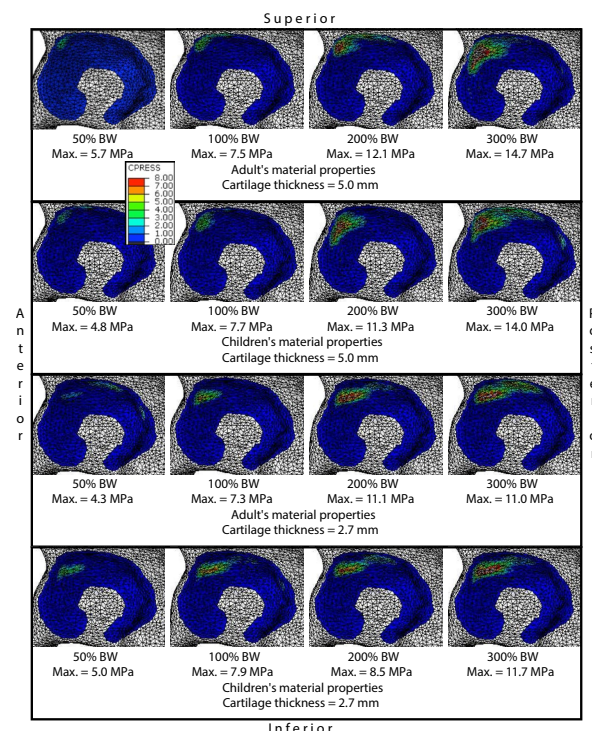 Superior
50% BW 100% BW 200% BW 300% BW
Max. = 5.7 MPa Max. = 7.5 MPa Max. = 12.1 MPa Max. = 14.7 MPa
Adult's material properties
Cartilage thickness = 5.0 mm
CPRESS
8.00
7.00
6.00
5.00
4.00
3.00
2.00
1.00
0.00
50% BW 100% BW 200% BW 300% BW
Max. = 4.8 MPa Max. = 7.7 MPa Max. = 11.3 MPa Max. = 14.0 MPa
Children's material properties
Cartilage thickness = 5.0 mm
Anterior
50% BW 100% BW 200% BW 300% BW
Max. = 4.3 MPa Max. = 7.3 MPa Max. = 11.1 MPa Max. = 11.0 MPa
Adult's material properties
Cartilage thickness = 2.7 mm
50% BW 100% BW 200% BW 300% BW
Max. = 5.0 MPa Max. = 7.9 MPa Max. = 8.5 MPa Max. = 11.7 MPa
Children's material properties
Cartilage thickness = 2.7 mm
Inferior